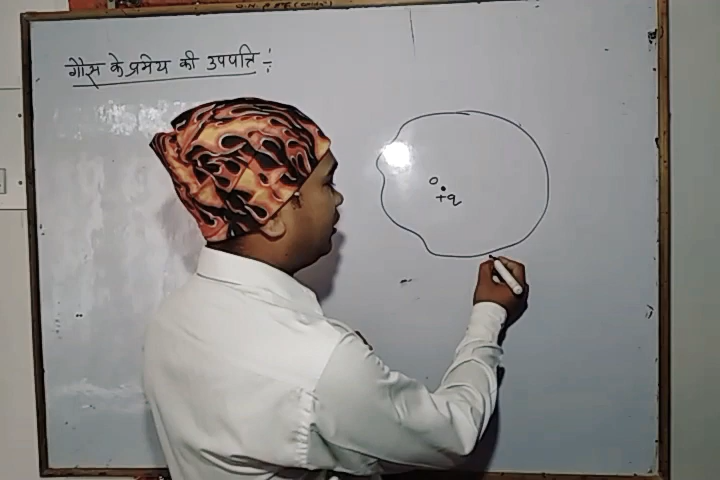 गौस के प्रमेय की उपपत्ति :-
O
+q